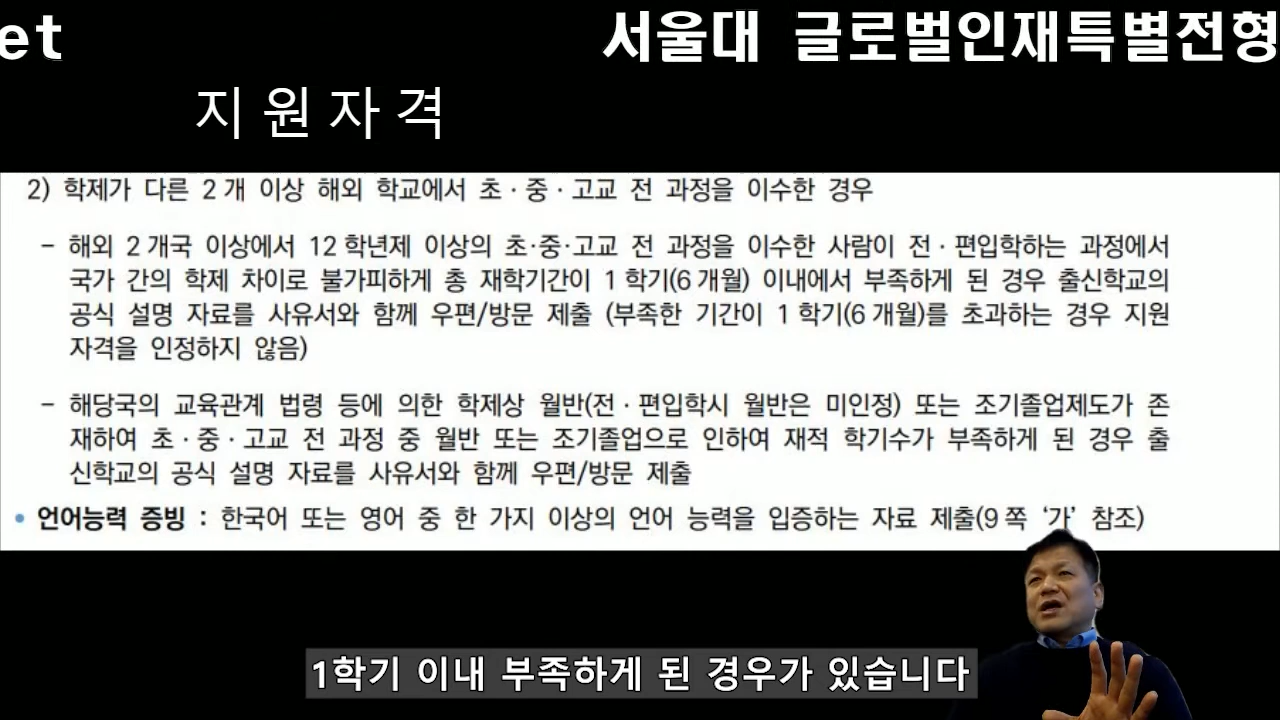 et 서울대 글로벌인재특별전형
지원자격
2) 학제가 다른 2개 이상 해외 학교에서 초·중·고교 전 과정을 이수한 경우
- 해외 2개국 이상에서 12학년제 이상의 초·중·고교 전 과정을 이수한 사람이 전·편입학하는 과정에서
국가 간의 학제 차이로 불가피하게 총 재학기간이 1학기(6개월) 이내에서 부족하게 된 경우 출신학교의
공식 설명 자료를 사유서와 함께 우편/방문 제출 (부족한 기간이 1학기(6개월)를 초과하는 경우 지원
자격을 인정하지 않음)
- 해당국의 교육관계 법령 등에 의한 학제상 월반(전·편입학시 월반은 미인정) 또는 조기졸업제도가 존
재하여 초·중·고교 전 과정 중 월반 또는 조기졸업으로 인하여 재적 학기수가 부족하게 된 경우 출
신학교의 공식 설명 자료를 사유서와 함께 우편/방문 제출
• 언어능력 증빙 : 한국어 또는 영어 중 한 가지 이상의 언어 능력을 입증하는 자료 제출(9쪽 ‘가’ 참조)
1학기 이내 부족하게 된 경우가 있습니다